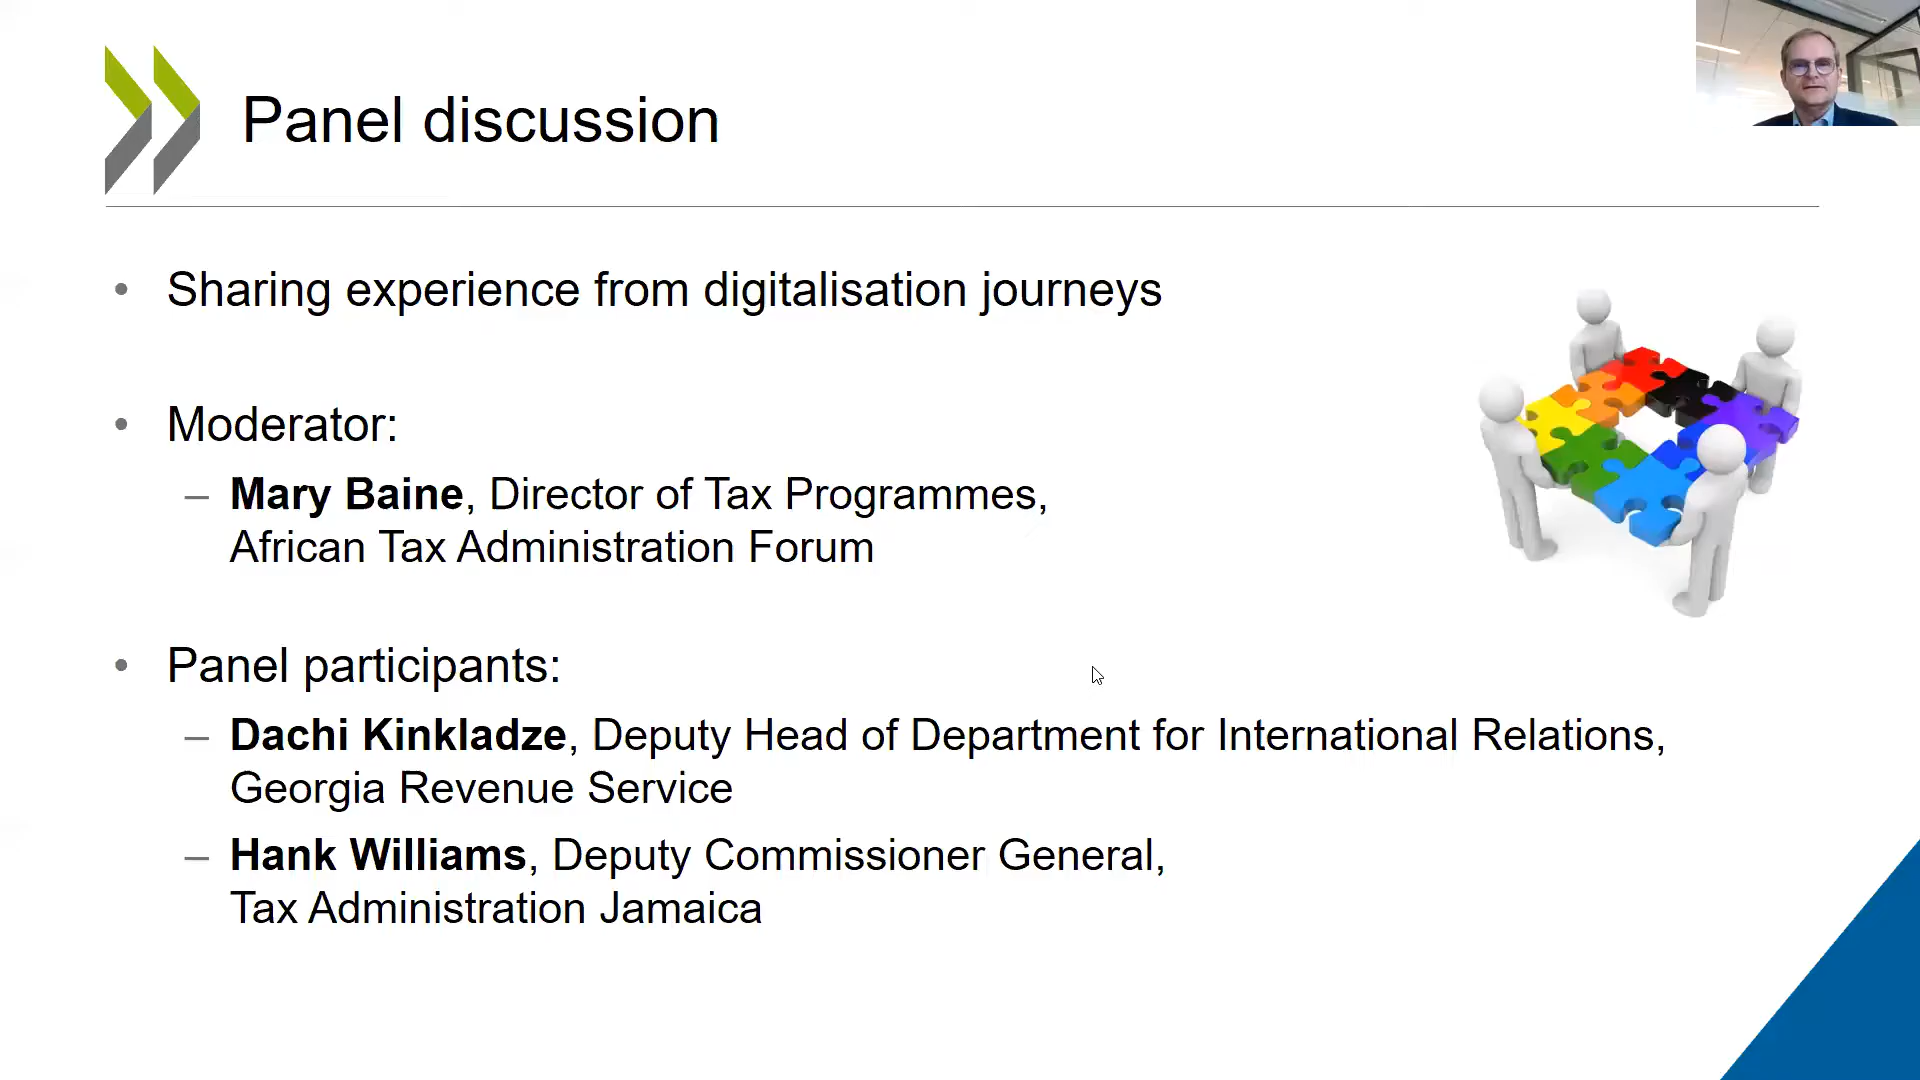 Panel discussion
• Sharing experience from digitalisation journeys
• Moderator:
– Mary Baine, Director of Tax Programmes,
African Tax Administration Forum
• Panel participants:
– Dachi Kinkladze, Deputy Head of Department for International Relations,
Georgia Revenue Service
– Hank Williams, Deputy Commissioner General,
Tax Administration Jamaica